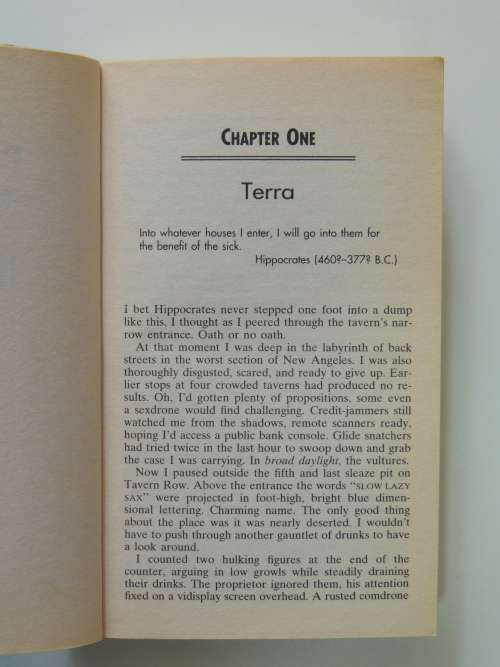 CHAPTER ONE
Terra
Into whatever houses I enter, I will go into them for
the benefit of the sick.
Hippocrates (460?–377? B.C.)
I bet Hippocrates never stepped one foot into a dump
like this, I thought as I peered through the tavern's nar-
row entrance. Oath or no oath.
At that moment I was deep in the labyrinth of back
streets in the worst section of New Angeles. I was also
thoroughly disgusted, scared, and ready to give up. Ear-
lier stops at four crowded taverns had produced no re-
sults. Oh, I'd gotten plenty of propositions, some even
a sexdrone would find challenging. Credit-jammers still
watched me from the shadows, remote scanners ready,
hoping I'd access a public bank console. Glide snatchers
had tried twice in the last hour to swoop down and grab
the case I was carrying. In broad daylight, the vultures.
Now I paused outside the fifth and last sleaze pit on
Tavern Row. Above the entrance the words "SLOW LAZY
SAX" were projected in foot-high, bright blue dimen-
sional lettering. Charming name. The only good thing
about the place was it was nearly deserted. I wouldn't
have to push through another gauntlet of drunks to have
a look around.
I counted two hulking figures at the end of the
counter, arguing in low growls while steadily draining
their drinks. The proprietor ignored them, his attention
fixed on a vidisplay screen overhead. A rusted comdrone